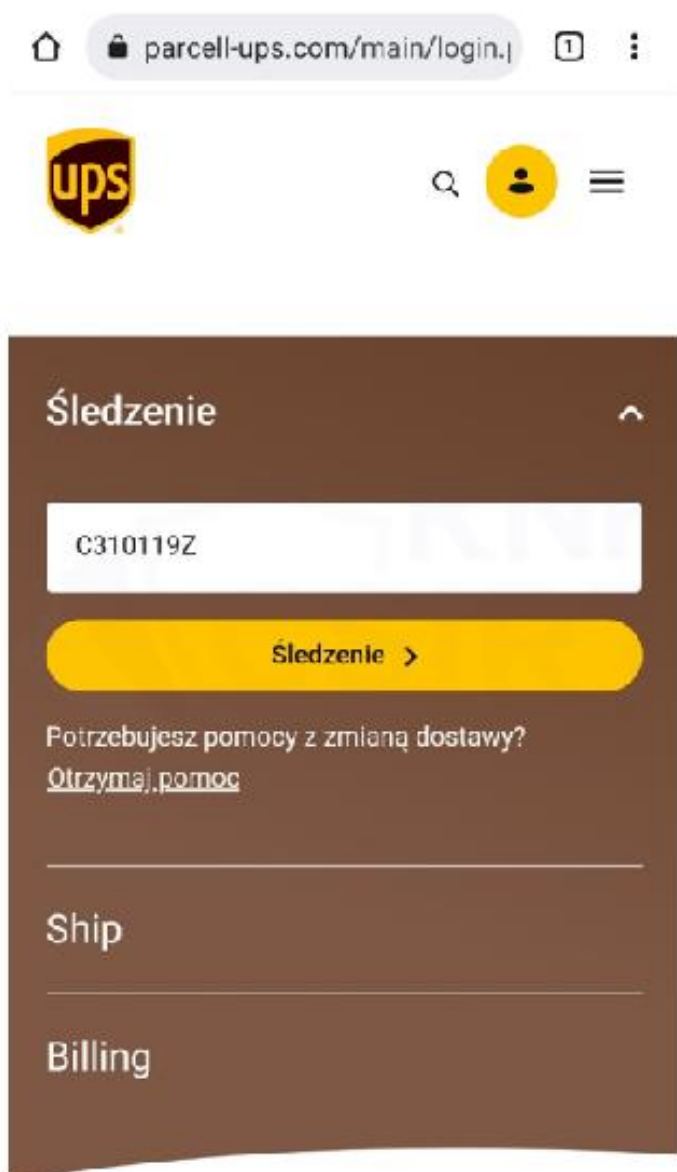 parcell-ups.com/main/login.p
1
ups
Śledzenie
C310119Z
Śledzenie
Potrzebujesz pomocy z zmianą dostawy?
Otrzymaj pomoc
Ship
Billing